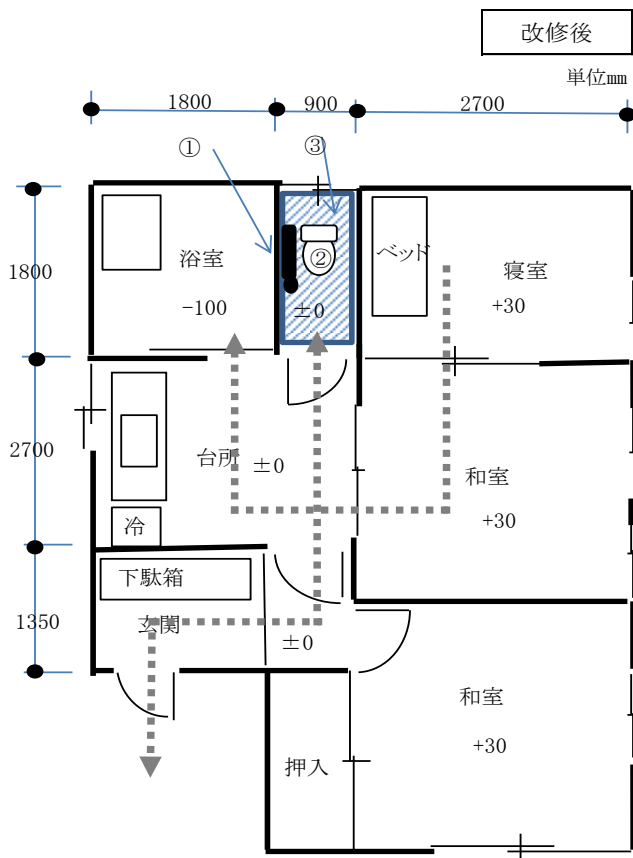 改修後
単位㎜
1800
900
2700
①
③
1800
浴室
-100
②
±0
ベッド
寝室
+30
2700
台所
±0
冷
和室
+30
1350
下駄箱
玄関
±0
和室
+30
押入